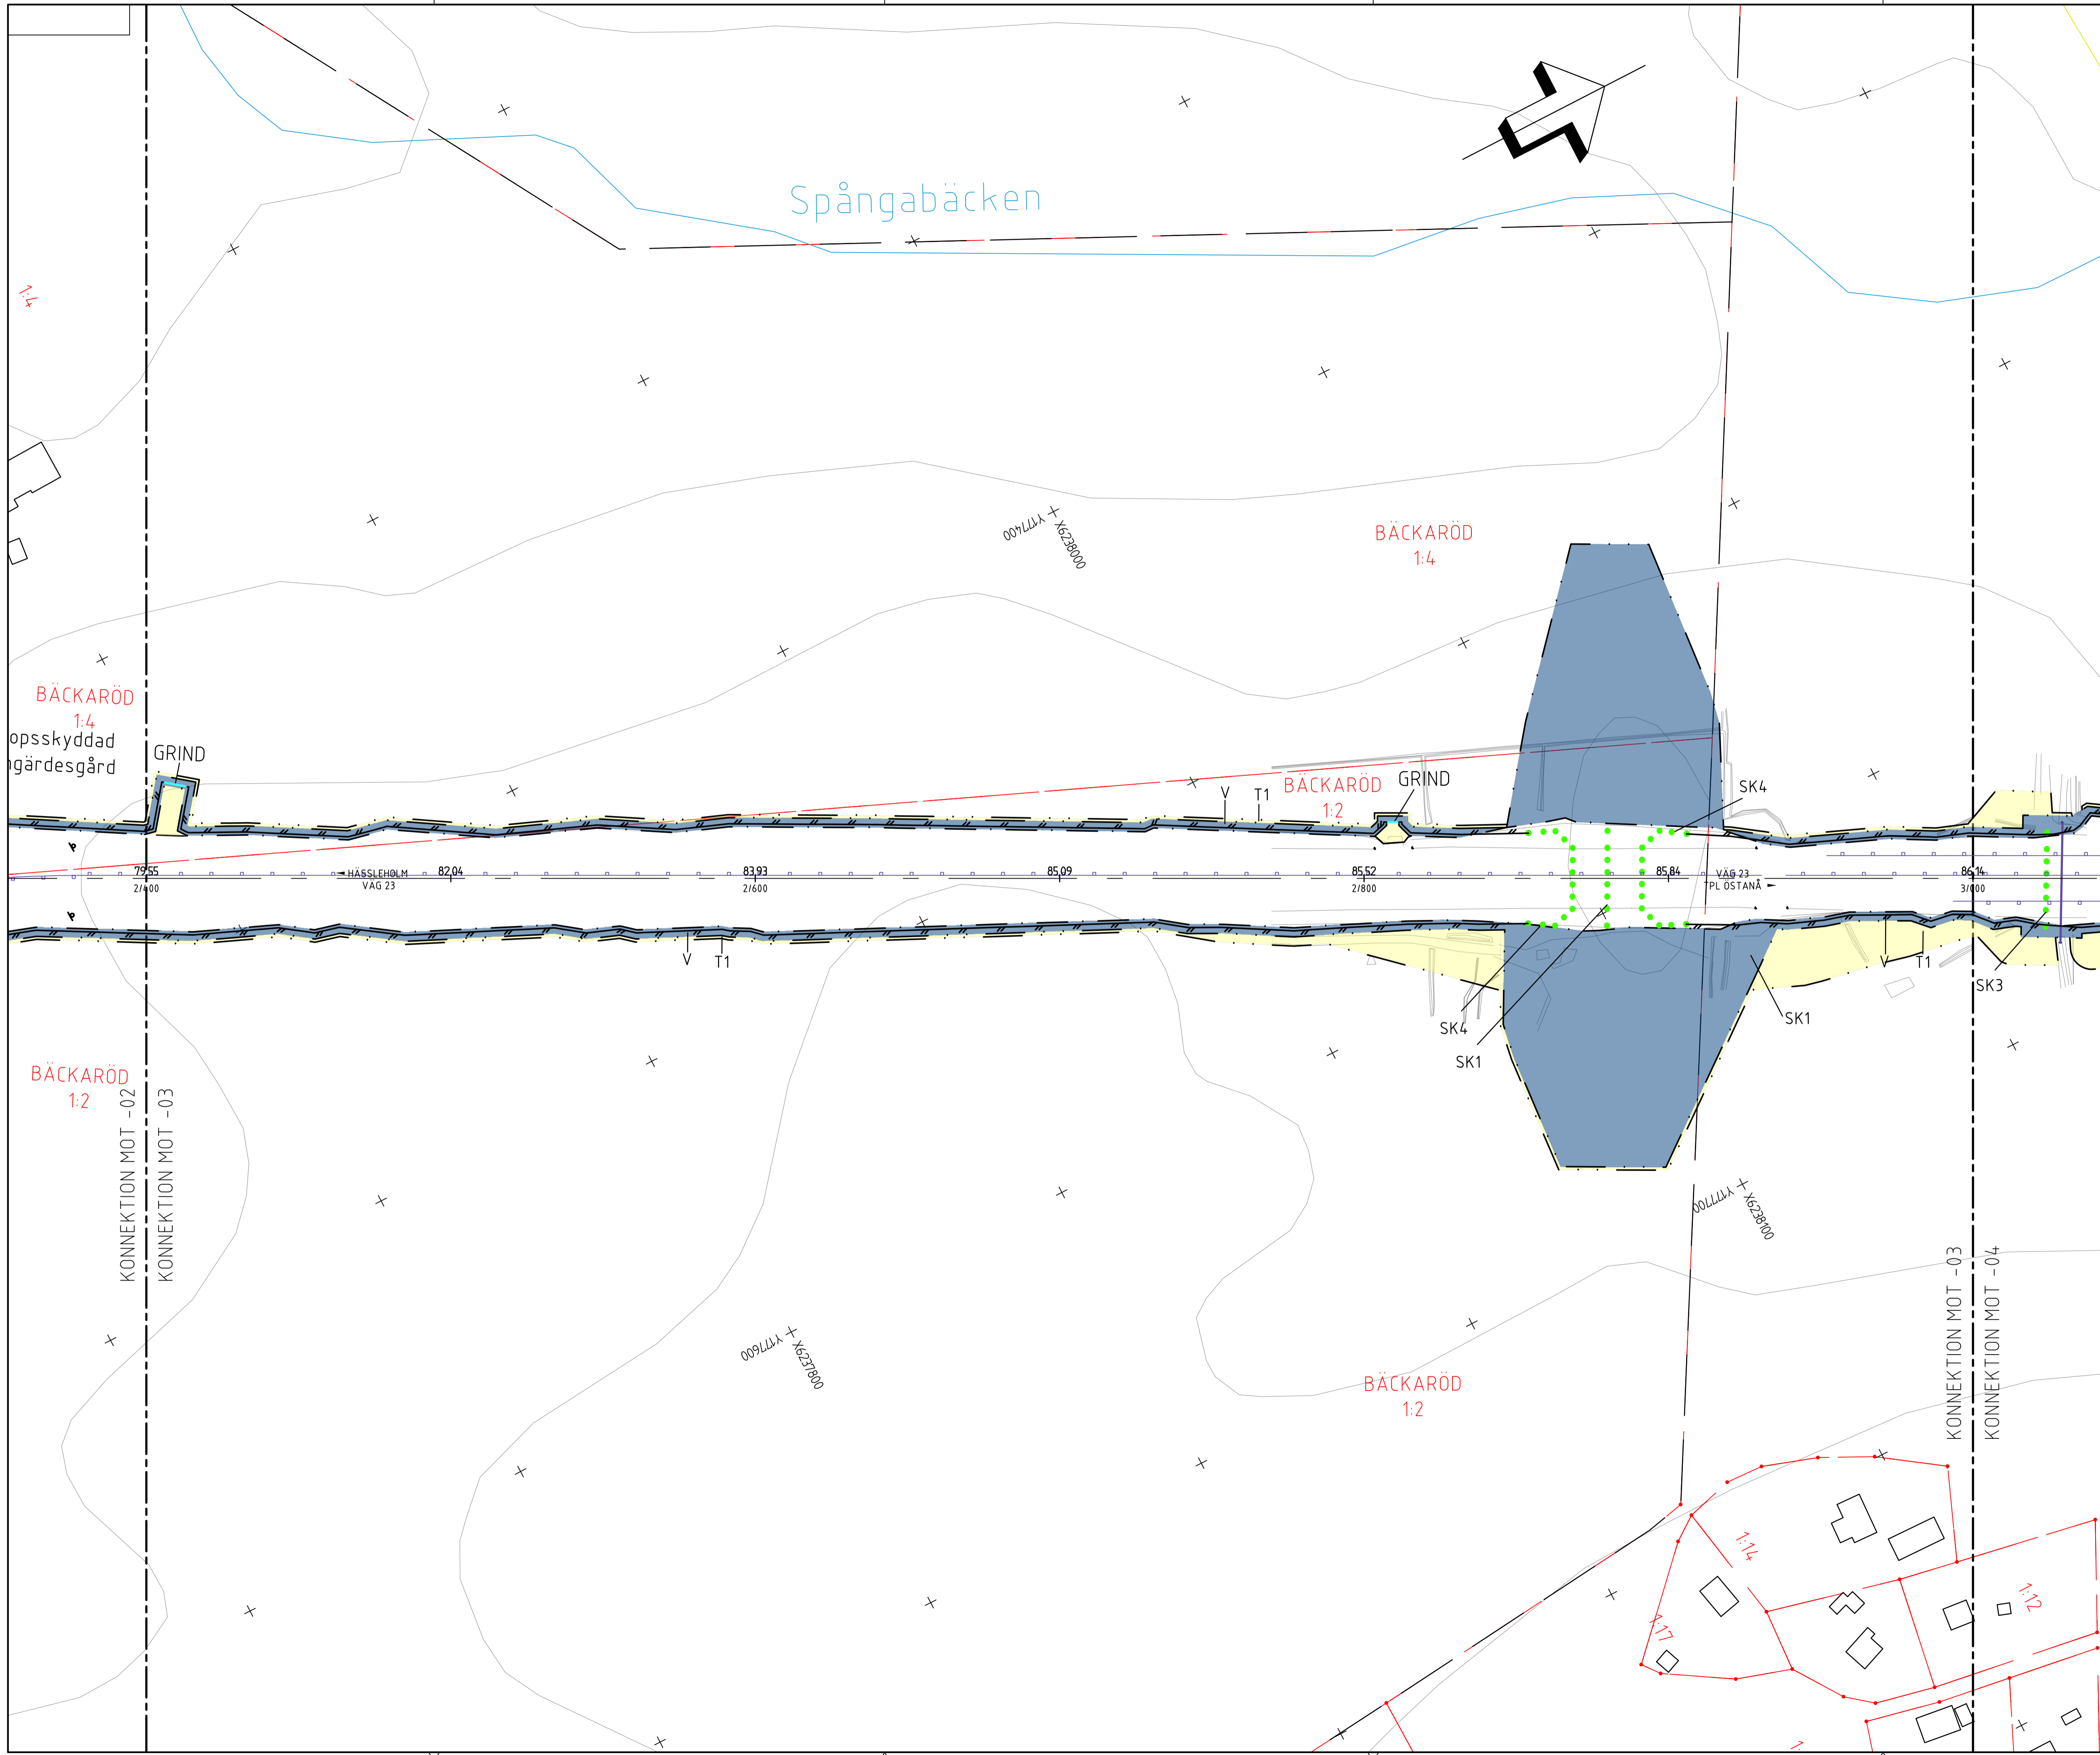 Spångabäcken
1:4
BÄCKARÖD
1:4
Y177400
X6238000
BÄCKARÖD
1:4
opsskyddad
gärdesgård
GRIND
BÄCKARÖD
1:2
GRIND
V
T1
SK4
79,55
2/400
HÄSSLEHOLM
VÄG 23
82,04
83,93
2/600
85,09
85,52
2/800
85,84
VÄG 23
TPL ÖSTANÅ
86,14
3/000
V
T1
V
T1
SK3
SK4
SK1
SK1
BÄCKARÖD
1:2
KONNEKTION MOT -02
KONNEKTION MOT -03
Y177700
X6238100
KONNEKTION MOT -03
KONNEKTION MOT -04
Y177600
X6237800
BÄCKARÖD
1:2
1:14
1:12
1:17
1: